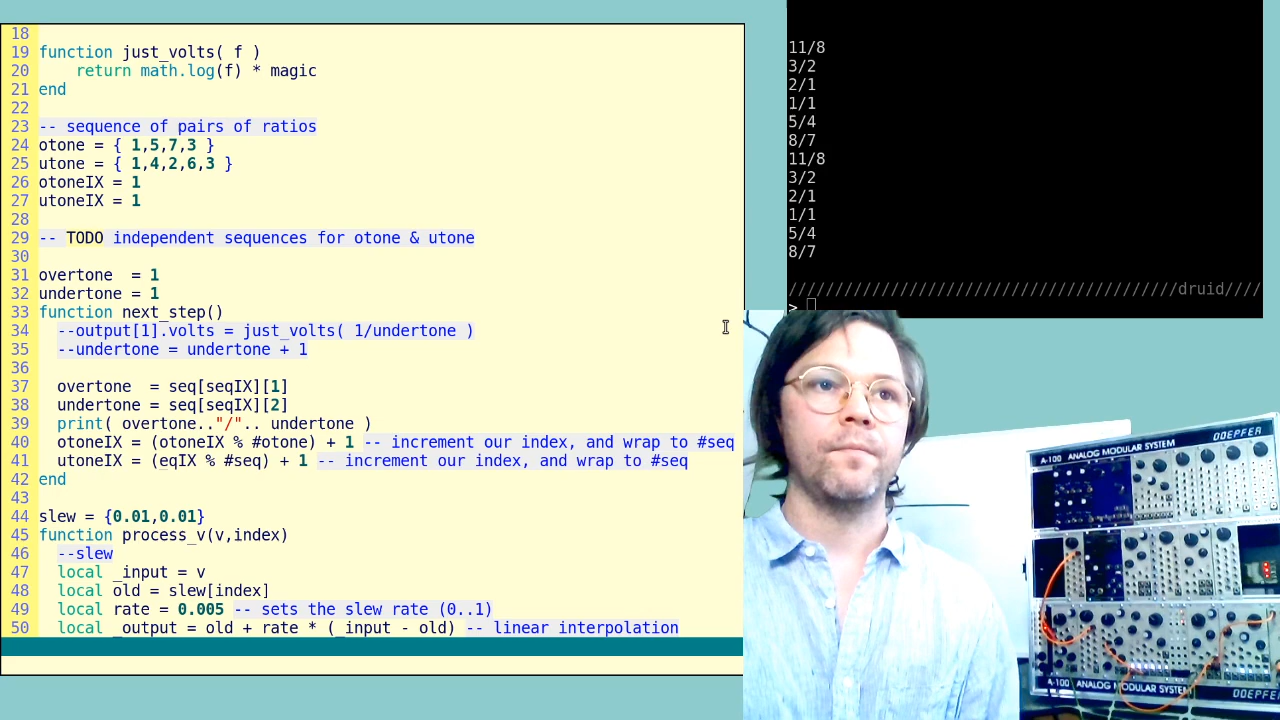 18
19 function just_volts( f )
20     return math.log(f) * magic
21 end
22
23 -- sequence of pairs of ratios
24 otone = { 1,5,7,3 }
25 utone = { 1,4,2,6,3 }
26 otoneIX = 1
27 utoneIX = 1
28
29 -- TODO independent sequences for otone & utone
30
31 overtone  = 1
32 undertone = 1
33 function next_step()
34   --output[1].volts = just_volts( 1/undertone )
35   --undertone = undertone + 1
36
37   overtone  = seq[seqIX][1]
38   undertone = seq[seqIX][2]
39   print( overtone.."/".. undertone )
40   otoneIX = (otoneIX % #otone) + 1 -- increment our index, and wrap to #seq
41   utoneIX = (eqIX % #seq) + 1 -- increment our index, and wrap to #seq
42 end
43
44 slew = {0.01,0.01}
45 function process_v(v,index)
46   --slew
47   local _input = v
48   local old = slew[index]
49   local rate = 0.005 -- sets the slew rate (0..1)
50   local _output = old + rate * (_input - old) -- linear interpolation
11/8
3/2
2/1
1/1
5/4
8/7
11/8
3/2
2/1
1/1
5/4
8/7
//////////////////////////////////////////druid////
>
A-100 ANALOG MODULAR SYSTEM DOEPFER
A-100 ANALOG MODULAR SYSTEM DOEPFER